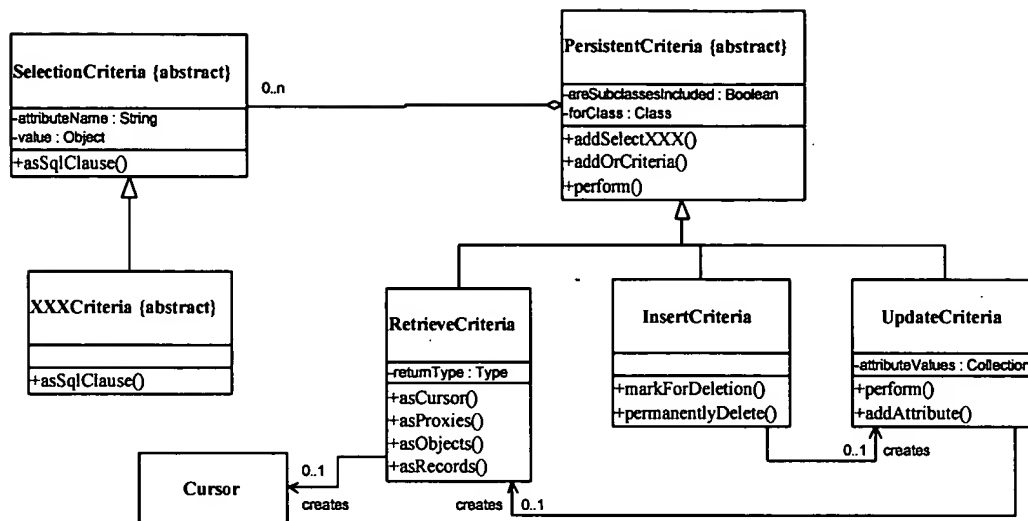 SelectionCriteria {abstract}
-attributeName : String
-value : Object
+asSqlClause()
0..n
PersistentCriteria {abstract}
-areSubclassesIncluded : Boolean
-forClass : Class
+addSelectXXX()
+addOrCriteria()
+perform()
XXXCriteria {abstract}
+asSqlClause()
RetrieveCriteria
-returnType : Type
+asCursor()
+asProxies()
+asObjects()
+asRecords()
InsertCriteria
+markForDeletion()
+permanentlyDelete()
UpdateCriteria
-attributeValues : Collection
+perform()
+addAttribute()
0..1
creates
Cursor
0..1
creates
creates
0..1